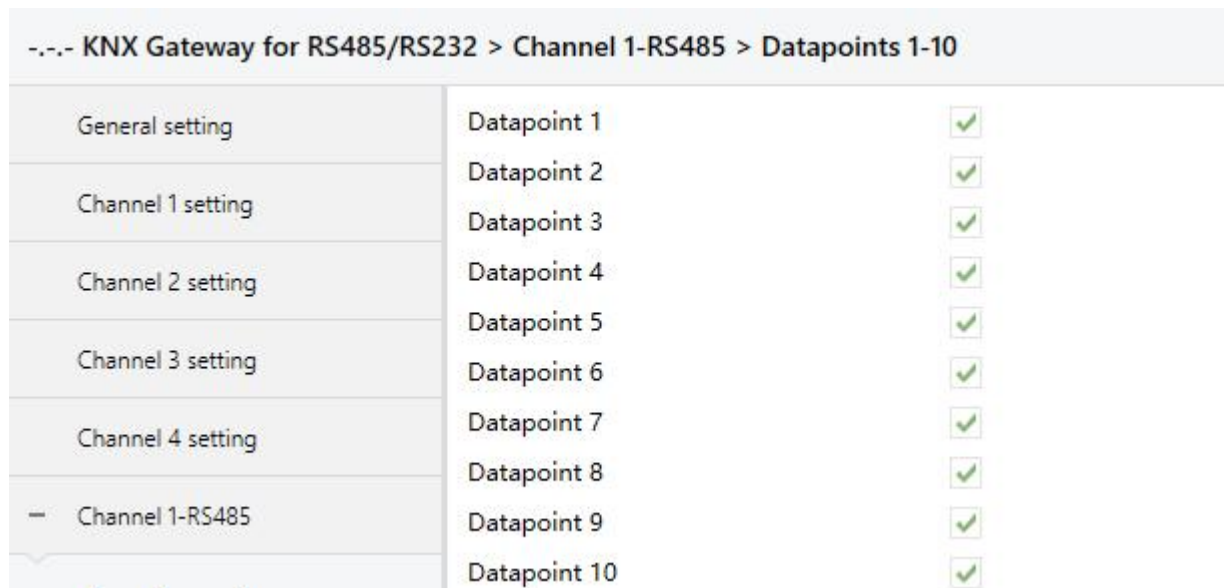 -.-.- KNX Gateway for RS485/RS232 > Channel 1-RS485 > Datapoints 1-10
General setting
Channel 1 setting
Channel 2 setting
Channel 3 setting
Channel 4 setting
– Channel 1-RS485
Datapoint 1
Datapoint 2
Datapoint 3
Datapoint 4
Datapoint 5
Datapoint 6
Datapoint 7
Datapoint 8
Datapoint 9
Datapoint 10